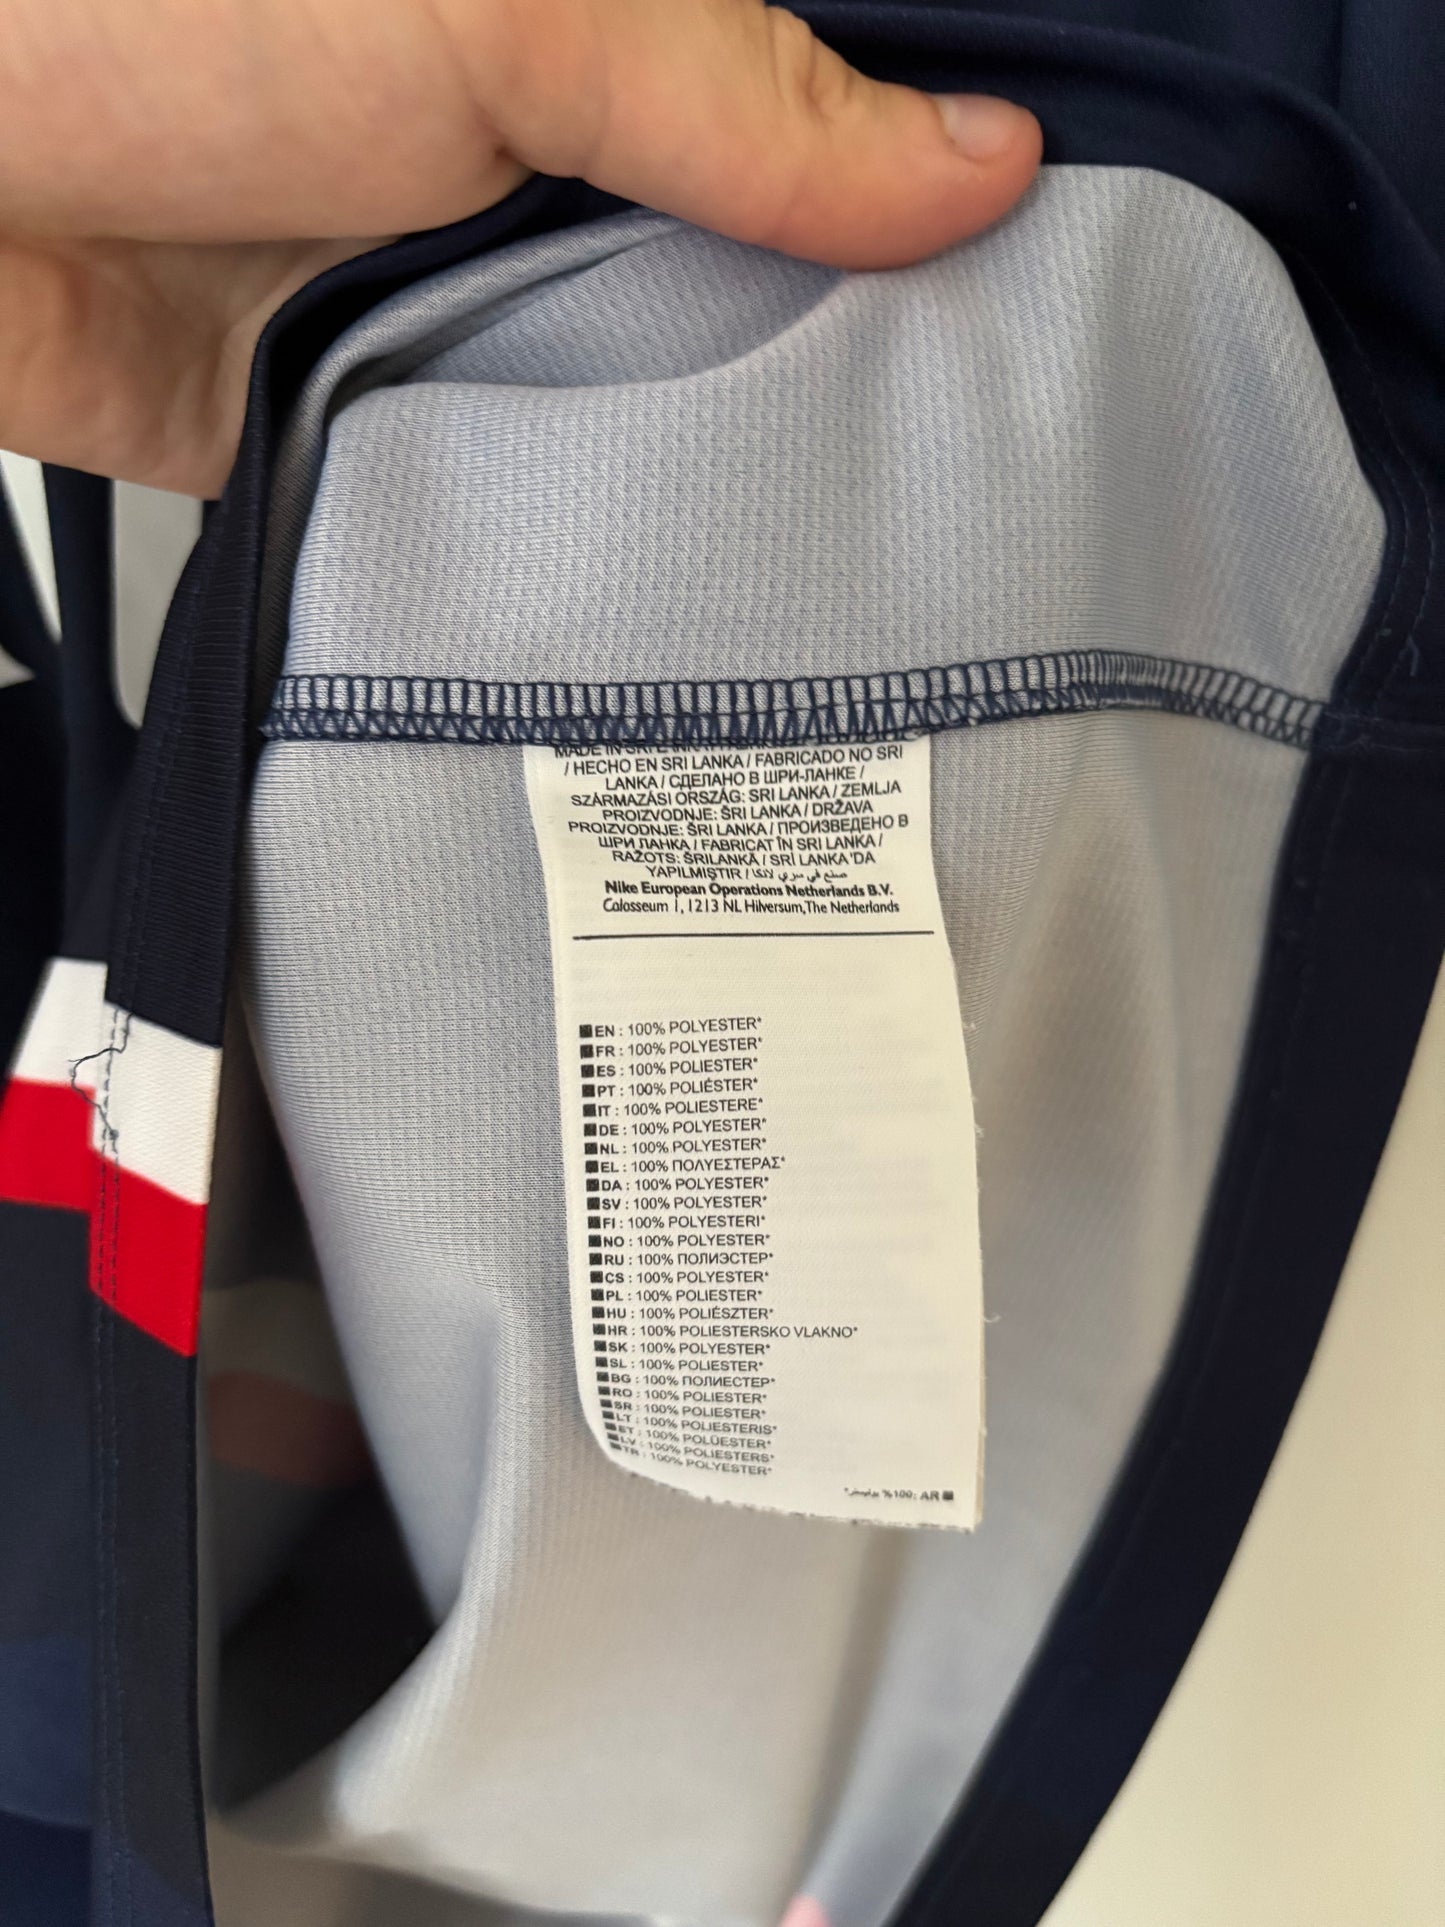 MADE IN SRI LANKA /
/ HECHO EN SRI LANKA / FABRICADO NO SRI
LANKA / СДЕЛАНО В ШРИ-ЛАНКЕ /
SZÁRMAZÁSI ORSZÁG: SRI LANKA / ZEMLJA
PROIZVODNJE: ŠRI LANKA / DRŽAVA
PROIZVODNJE: ŠRI LANKA / ПРОИЗВЕДЕНО В
ШРИ ЛАНКА / FABRICAT ÎN SRI LANKA /
RAŽOTS: ŠRILANKĀ / SRİ LANKA'DA
YAPILMIŞTIR / صنع في سري لانكا
Nike European Operations Netherlands B.V.
Colosseum 1, 1213 NL Hilversum, The Netherlands
EN : 100% POLYESTER*
FR : 100% POLYESTER*
ES : 100% POLIESTER*
PT : 100% POLIÉSTER*
IT : 100% POLIESTERE*
DE : 100% POLYESTER*
NL : 100% POLYESTER*
EL : 100% ΠΟΛΥΕΣΤΕΡΑΣ*
DA : 100% POLYESTER*
SV : 100% POLYESTER*
FI : 100% POLYESTERI*
NO : 100% POLYESTER*
RU : 100% ПОЛИЭСТЕР*
CS : 100% POLYESTER*
PL : 100% POLIESTER*
HU : 100% POLIÉSZTER*
HR : 100% POLIESTERSKO VLAKNO*
SK : 100% POLYESTER*
SL : 100% POLIESTER*
BG : 100% ПОЛИЕСТЕР*
RO : 100% POLIESTER*
SR : 100% POLIESTER*
LT : 100% POLIESTERIS*
ET : 100% POLÜESTER*
LV : 100% POLIESTERS*
TR : 100% POLYESTER*
AR :100%